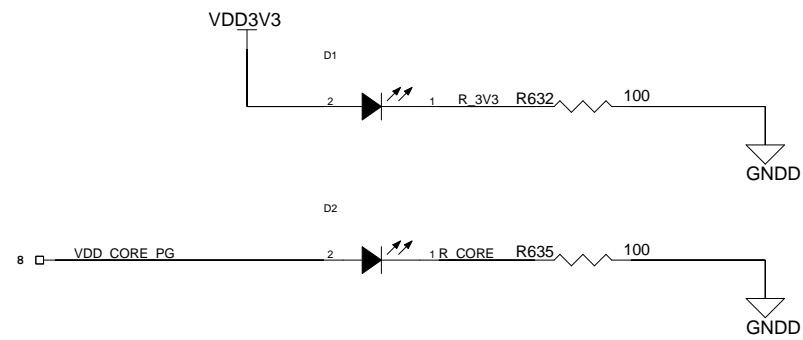 VDD3V3
D1
2 1 R_3V3 R632 100
GNDD
D2
8 VDD_CORE_PG 2 1 R_CORE R635 100
GNDD